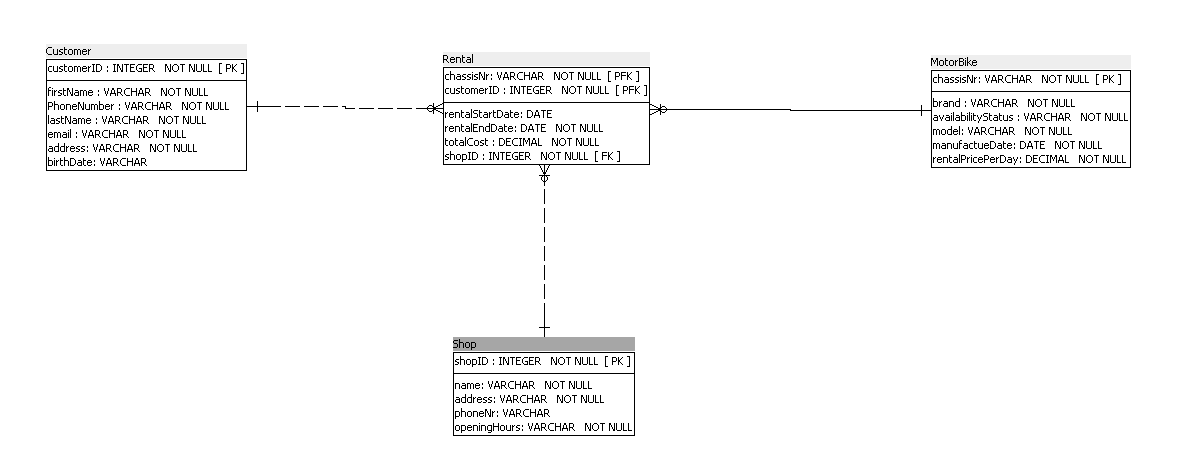 Customer
customerID : INTEGER NOT NULL [ PK ]
firstName : VARCHAR NOT NULL
PhoneNumber : VARCHAR NOT NULL
lastName : VARCHAR NOT NULL
email : VARCHAR NOT NULL
address: VARCHAR NOT NULL
birthDate: VARCHAR
Rental
chassisNr: VARCHAR NOT NULL [ PFK ]
customerID : INTEGER NOT NULL [ PFK ]
rentalStartDate: DATE
rentalEndDate: DATE NOT NULL
totalCost : DECIMAL NOT NULL
shopID : INTEGER NOT NULL [ FK ]
MotorBike
chassisNr: VARCHAR NOT NULL [ PK ]
brand : VARCHAR NOT NULL
availabilityStatus : VARCHAR NOT NULL
model: VARCHAR NOT NULL
manufactueDate: DATE NOT NULL
rentalPricePerDay: DECIMAL NOT NULL
Shop
shopID : INTEGER NOT NULL [ PK ]
name: VARCHAR NOT NULL
address: VARCHAR NOT NULL
phoneNr: VARCHAR
openingHours: VARCHAR NOT NULL